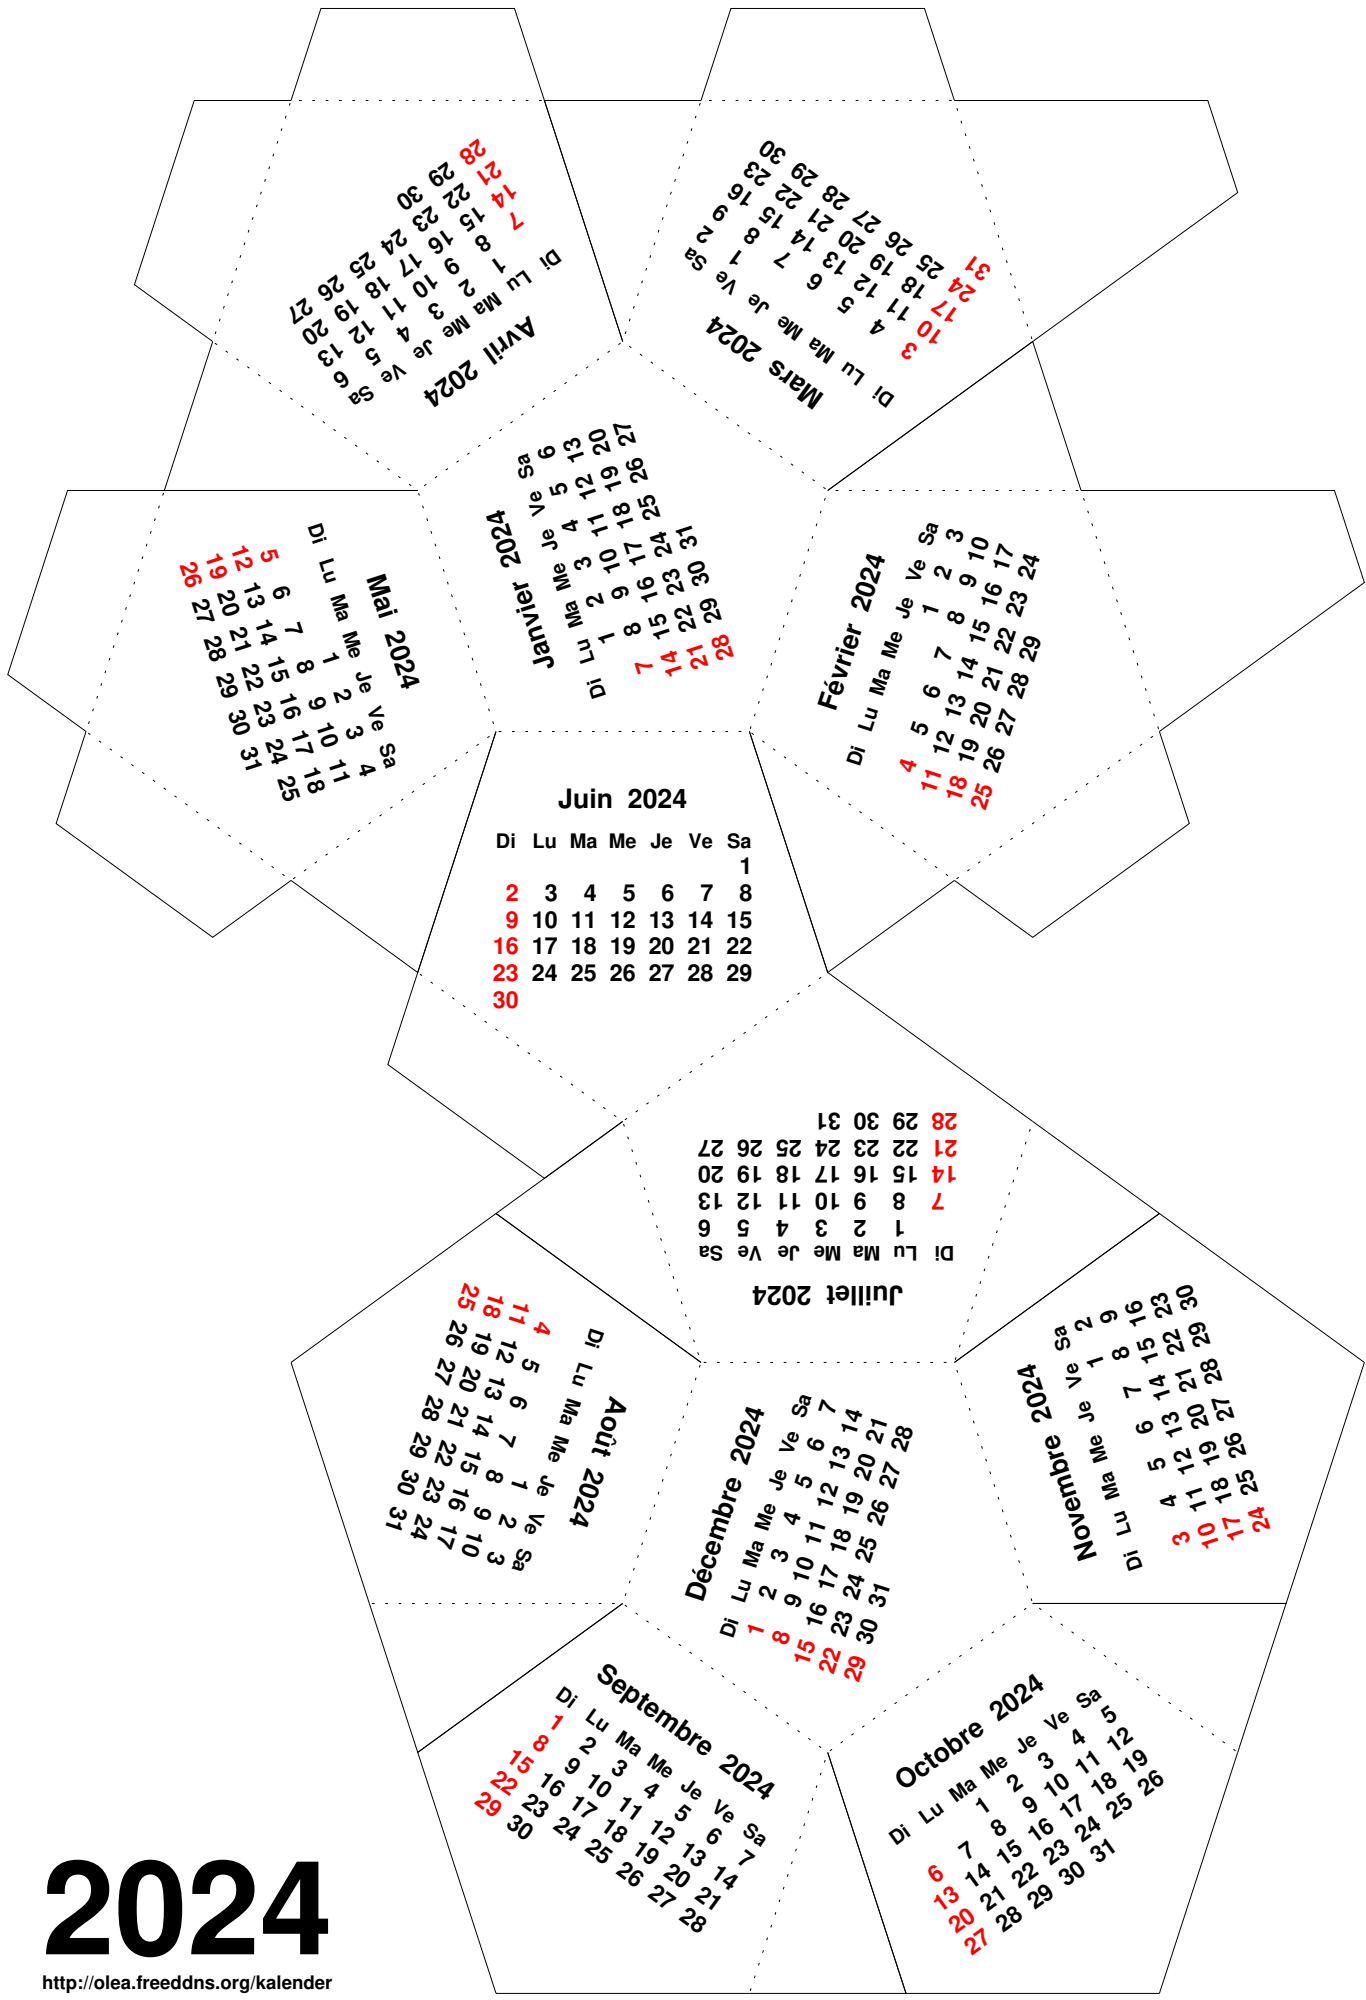 Avril 2024
Di Lu Ma Me Je Ve Sa
1 2 3 4 5 6
7 8 9 10 11 12 13
14 15 16 17 18 19 20
21 22 23 24 25 26 27
28 29 30
Mars 2024
Di Lu Ma Me Je Ve Sa
1 2
3 4 5 6 7 8 9
10 11 12 13 14 15 16
17 18 19 20 21 22 23
24 25 26 27 28 29 30
31
Mai 2024
Di Lu Ma Me Je Ve Sa
1 2 3 4
5 6 7 8 9 10 11
12 13 14 15 16 17 18
19 20 21 22 23 24 25
26 27 28 29 30 31
Janvier 2024
Di Lu Ma Me Je Ve Sa
1 2 3 4 5 6
7 8 9 10 11 12 13
14 15 16 17 18 19 20
21 22 23 24 25 26 27
28 29 30 31
Février 2024
Di Lu Ma Me Je Ve Sa
1 2 3
4 5 6 7 8 9 10
11 12 13 14 15 16 17
18 19 20 21 22 23 24
25 26 27 28 29
Juin 2024
Di Lu Ma Me Je Ve Sa
1
2 3 4 5 6 7 8
9 10 11 12 13 14 15
16 17 18 19 20 21 22
23 24 25 26 27 28 29
30
Juillet 2024
Di Lu Ma Me Je Ve Sa
1 2 3 4 5 6
7 8 9 10 11 12 13
14 15 16 17 18 19 20
21 22 23 24 25 26 27
28 29 30 31
Août 2024
Di Lu Ma Me Je Ve Sa
1 2 3
4 5 6 7 8 9 10
11 12 13 14 15 16 17
18 19 20 21 22 23 24
25 26 27 28 29 30 31
Décembre 2024
Di Lu Ma Me Je Ve Sa
1 2 3 4 5 6 7
8 9 10 11 12 13 14
15 16 17 18 19 20 21
22 23 24 25 26 27 28
29 30 31
Novembre 2024
Di Lu Ma Me Je Ve Sa
1 2
3 4 5 6 7 8 9
10 11 12 13 14 15 16
17 18 19 20 21 22 23
24 25 26 27 28 29 30
Septembre 2024
Di Lu Ma Me Je Ve Sa
1 2 3 4 5 6 7
8 9 10 11 12 13 14
15 16 17 18 19 20 21
22 23 24 25 26 27 28
29 30
Octobre 2024
Di Lu Ma Me Je Ve Sa
1 2 3 4 5
6 7 8 9 10 11 12
13 14 15 16 17 18 19
20 21 22 23 24 25 26
27 28 29 30 31
2024
http://olea.freeddns.org/kalender